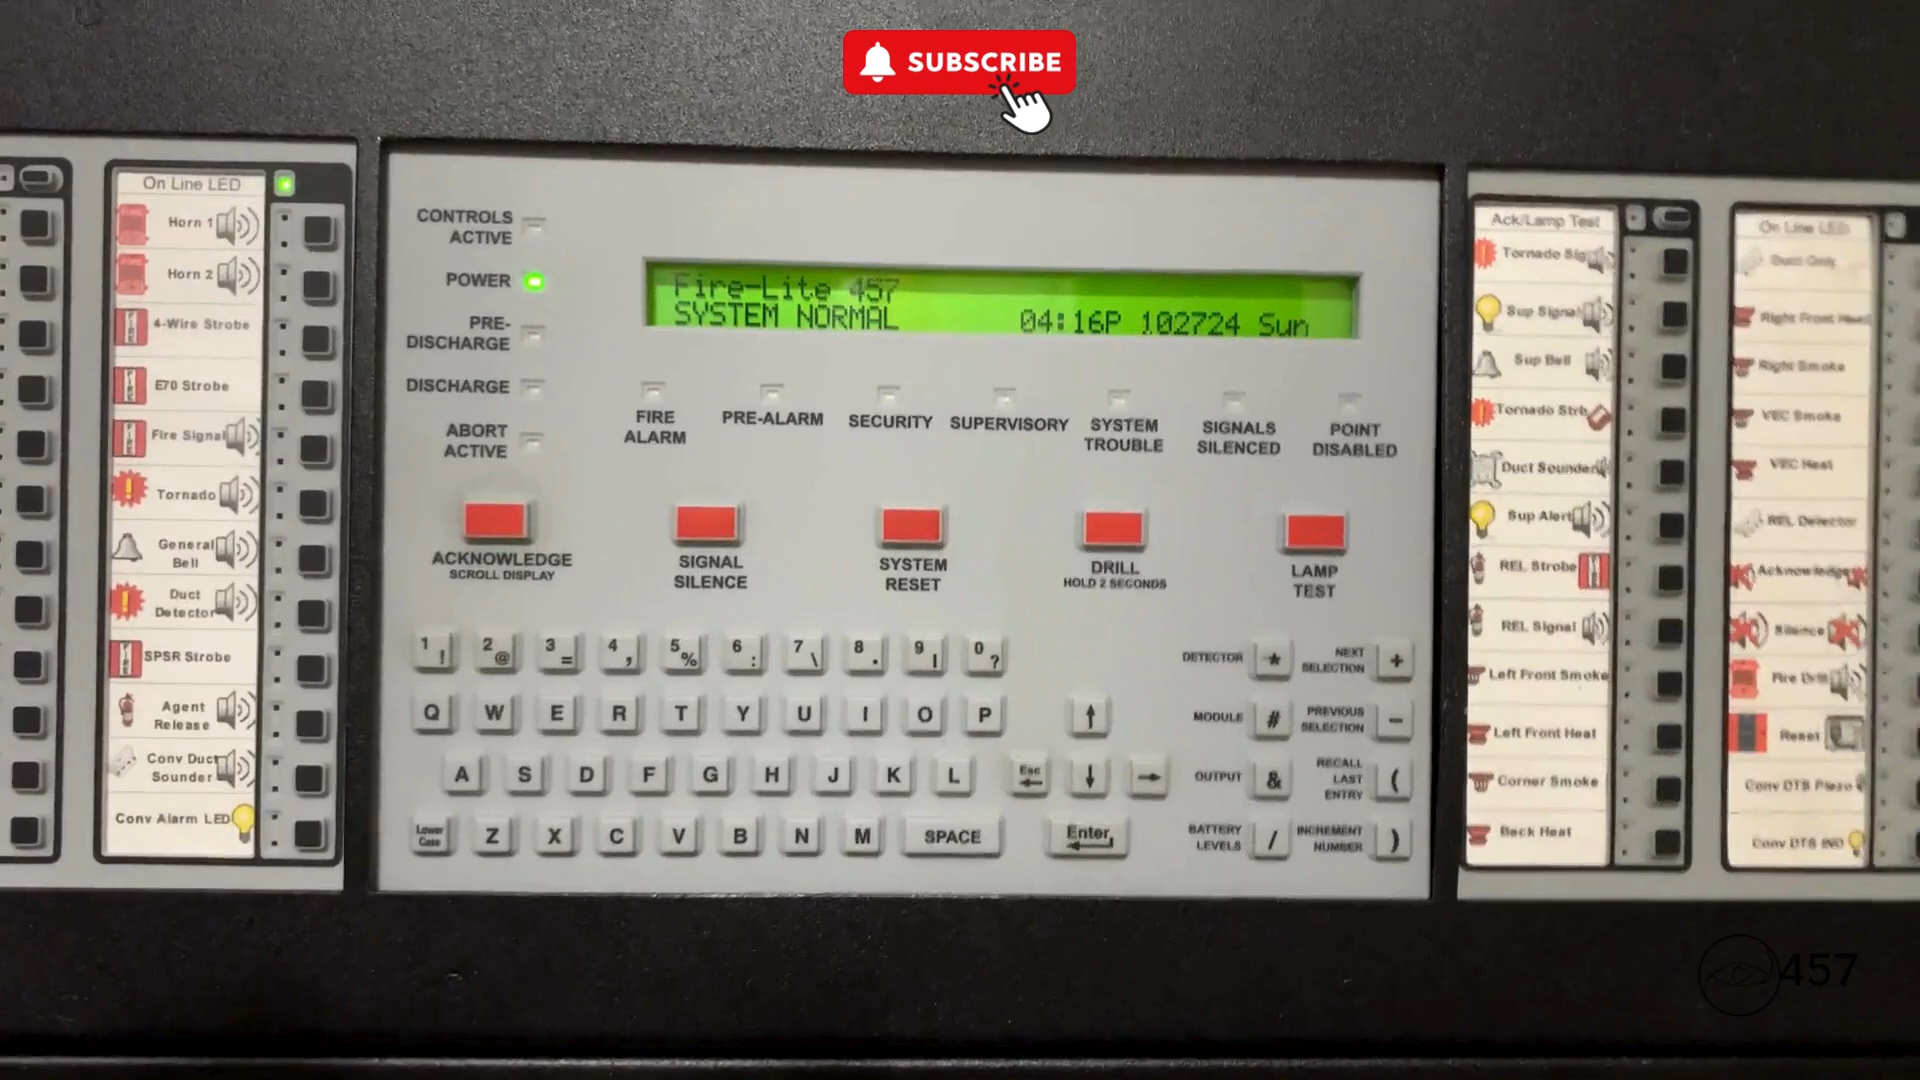 SUBSCRIBE
On Line LED
Horn 1
Horn 2
4-Wire Strobe
E70 Strobe
Fire Signal
Tornado
General
Bell
Duct
Detector
SPSR Strobe
Agent
Release
Conv Duct
Sounder
Conv Alarm LED
CONTROLS
ACTIVE
POWER
PRE-
DISCHARGE
DISCHARGE
ABORT
ACTIVE
Fire-Lite 457
SYSTEM NORMAL 04:16P 102724 Sun
FIRE
ALARM
PRE-ALARM
SECURITY
SUPERVISORY
SYSTEM
TROUBLE
SIGNALS
SILENCED
POINT
DISABLED
ACKNOWLEDGE
SCROLL DISPLAY
SIGNAL
SILENCE
SYSTEM
RESET
DRILL
HOLD 2 SECONDS
LAMP
TEST
1 ! 2 @ 3 = 4 , 5 % 6 : 7 \ 8 . 9 | 0 ?
Q W E R T Y U I O P
A S D F G H J K L
Esc
Lower
Case
Z X C V B N M SPACE
Enter
DETECTOR *
NEXT
SELECTION +
MODULE #
PREVIOUS
SELECTION -
OUTPUT &
RECALL
LAST
ENTRY (
BATTERY
LEVELS /
INCREMENT
NUMBER )
Ack/Lamp Test
Tornado Sig
Sup Signal
Sup Bell
Tornado Strb
Duct Sounder
Sup Alert
REL Strobe
REL Signal
Left Front Smoke
Left Front Heat
Corner Smoke
Back Heat
On Line LED
Duct Only
Right Front Heat
Right Smoke
VEC Smoke
VEC Heat
REL Detector
Acknowledge
Silence
Fire Drill
Reset
Conv DTS Piezo
Conv DTS IND
457